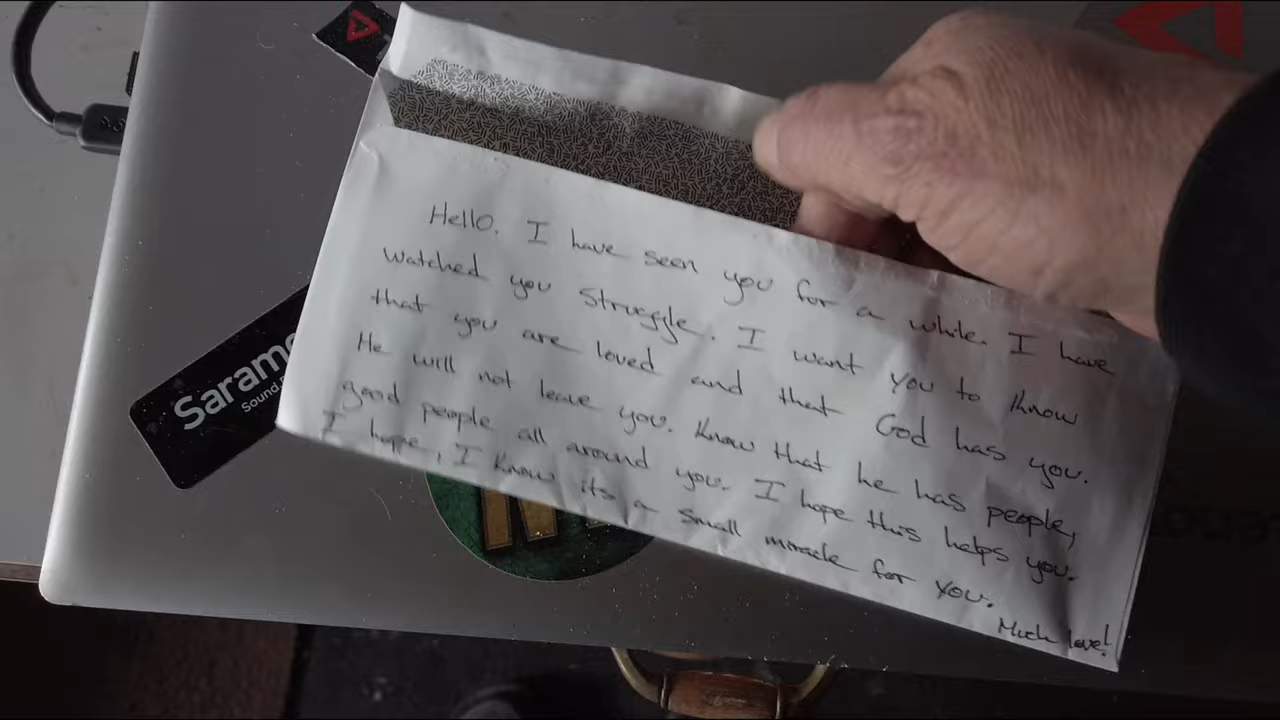 Hello. I have seen you for a while. I have
watched you struggle. I want you to know
that you are loved and that God has you.
He will not leave you. Know that he has people,
good people all around you. I hope this helps you.
I hope, I know its a small miracle for you.
Much love!
Saramo
Sound